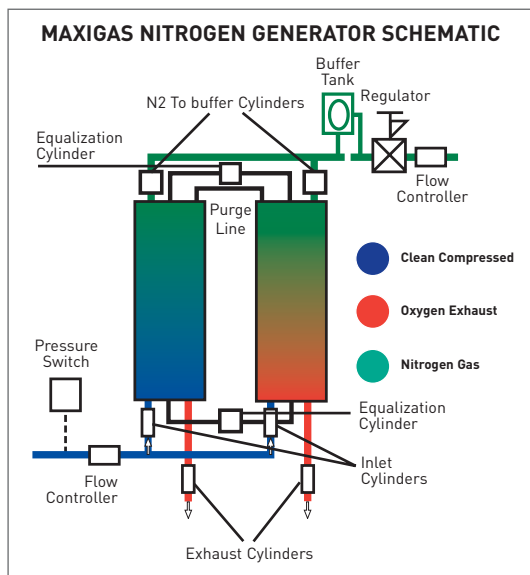 MAXIGAS NITROGEN GENERATOR SCHEMATIC
Buffer
Tank
Regulator
N2 To buffer Cylinders
Equalization
Cylinder
Flow
Controller
Purge
Line
Clean Compressed
Oxygen Exhaust
Nitrogen Gas
Pressure
Switch
Equalization
Cylinder
Inlet
Cylinders
Flow
Controller
Exhaust Cylinders